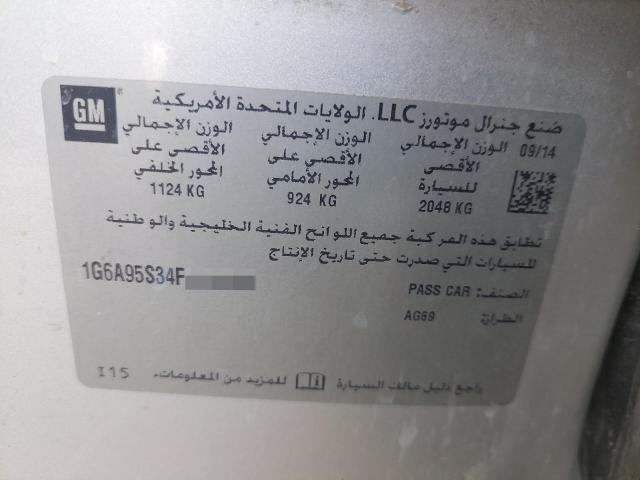 GM
صنع جنرال موتورز LLC. الولايات المتحدة الأمريكية
09/14 الوزن الإجمالي الوزن الإجمالي الوزن الإجمالي
الأقصى الأقصى على الأقصى على
للسيارة المحور الأمامي المحور الخلفي
2048 KG 924 KG 1124 KG
تطابق هذه المركبة جميع اللوائح الفنية الخليجية والوطنية
للسيارات التي صدرت حتى تاريخ الإنتاج
1G6A95S34F
الصنف: PASS CAR
الطرازة AG69
راجع دليل مالك السيارة للمزيد من المعلومات.
I15